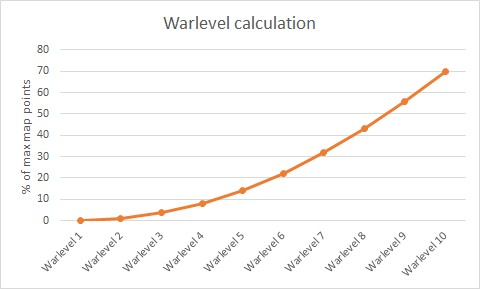 Warlevel calculation
% of max map points
80
70
60
50
40
30
20
10
0
Warlevel 1
Warlevel 2
Warlevel 3
Warlevel 4
Warlevel 5
Warlevel 6
Warlevel 7
Warlevel 8
Warlevel 9
Warlevel 10